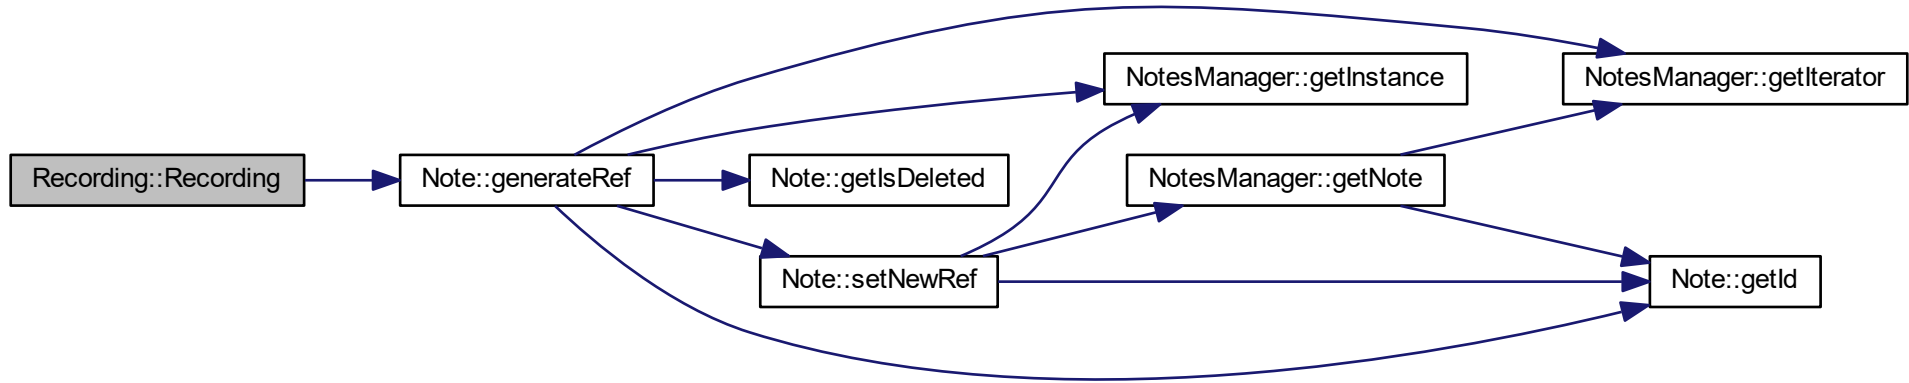 Recording::Recording
Note::generateRef
NotesManager::getInstance
Note::getIsDeleted
Note::setNewRef
NotesManager::getNote
NotesManager::getIterator
Note::getId